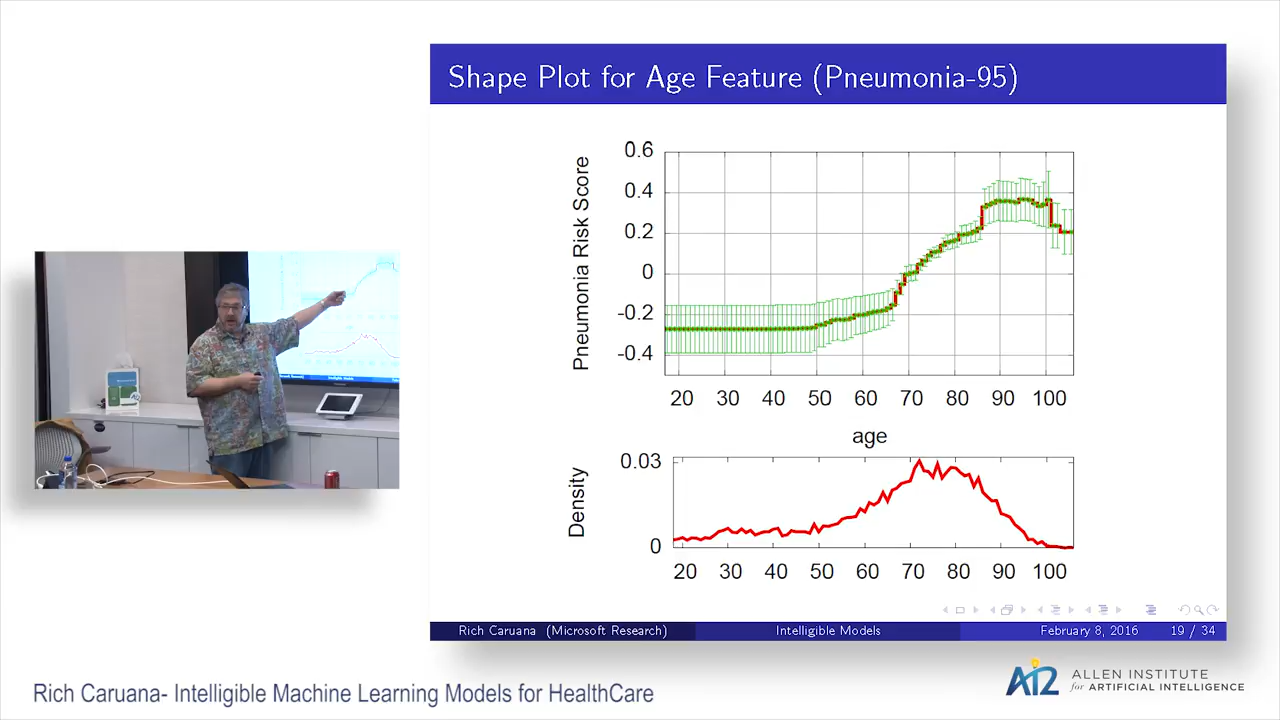 Shape Plot for Age Feature (Pneumonia-95)
Pneumonia Risk Score
0.6
0.4
0.2
0
-0.2
-0.4
20 30 40 50 60 70 80 90 100
age
Density
0.03
0
20 30 40 50 60 70 80 90 100
Rich Caruana (Microsoft Research) Intelligible Models February 8, 2016 19 / 34
Rich Caruana- Intelligible Machine Learning Models for HealthCare
AI2 ALLEN INSTITUTE
for ARTIFICIAL INTELLIGENCE